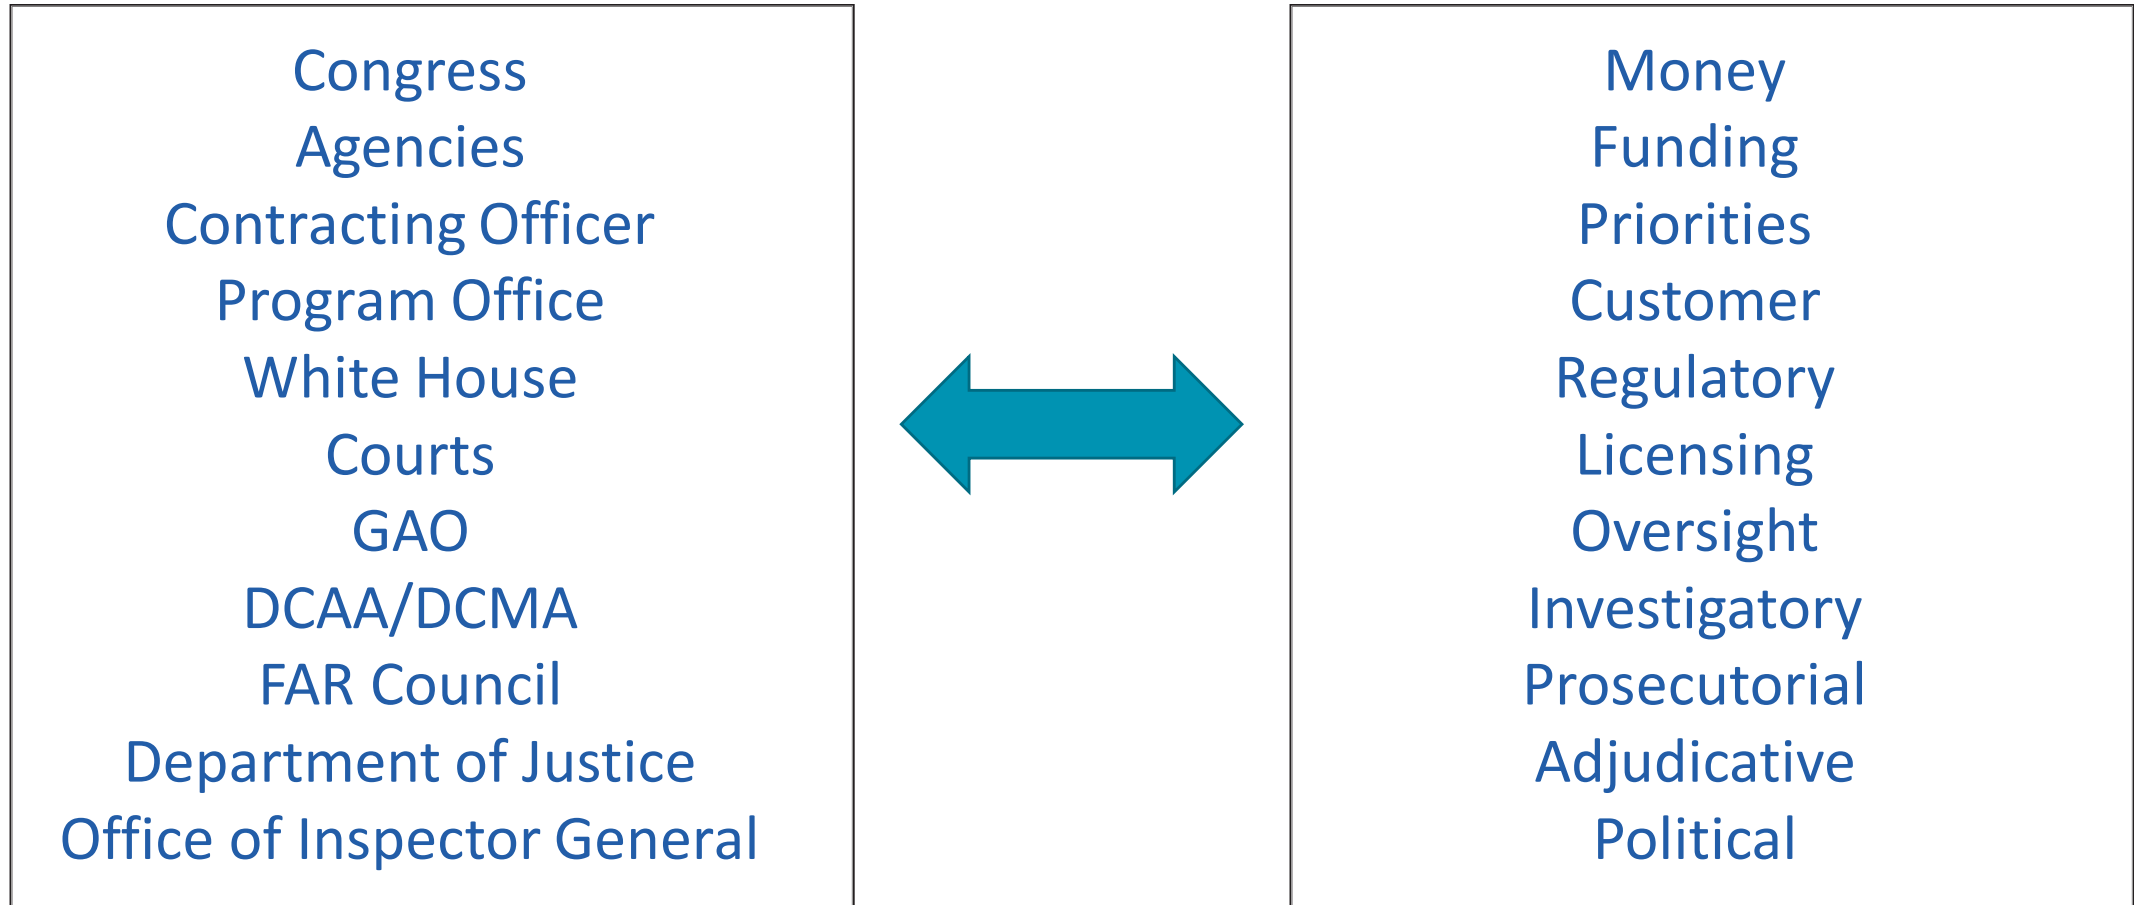 Congress
Agencies
Contracting Officer
Program Office
White House
Courts
GAO
DCAA/DCMA
FAR Council
Department of Justice
Office of Inspector General
Money
Funding
Priorities
Customer
Regulatory
Licensing
Oversight
Investigatory
Prosecutorial
Adjudicative
Political